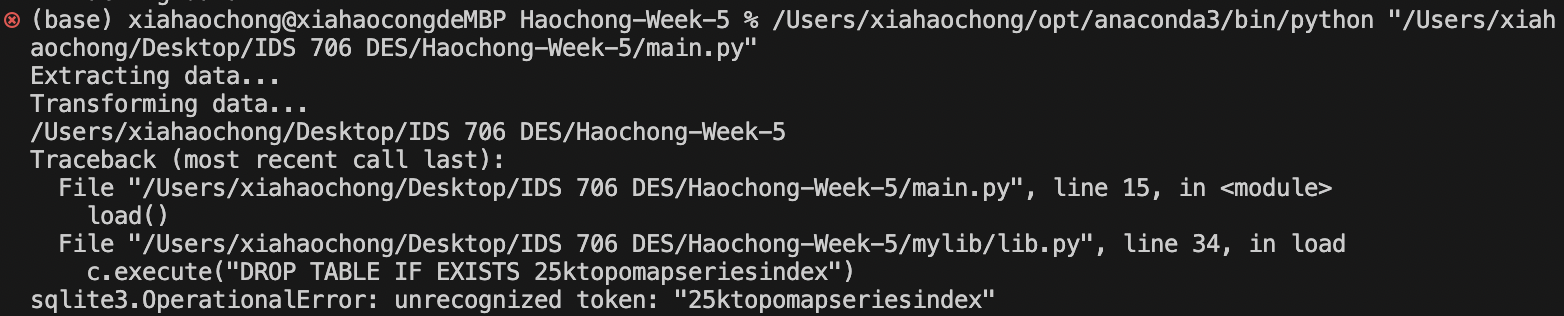 (base) xiahaochong@xiahaocongdeMBP Haochong-Week-5 % /Users/xiahaochong/opt/anaconda3/bin/python "/Users/xiah
aochong/Desktop/IDS 706 DES/Haochong-Week-5/main.py"
Extracting data...
Transforming data...
/Users/xiahaochong/Desktop/IDS 706 DES/Haochong-Week-5
Traceback (most recent call last):
  File "/Users/xiahaochong/Desktop/IDS 706 DES/Haochong-Week-5/main.py", line 15, in <module>
    load()
  File "/Users/xiahaochong/Desktop/IDS 706 DES/Haochong-Week-5/mylib/lib.py", line 34, in load
    c.execute("DROP TABLE IF EXISTS 25ktopomapseriesindex")
sqlite3.OperationalError: unrecognized token: "25ktopomapseriesindex"